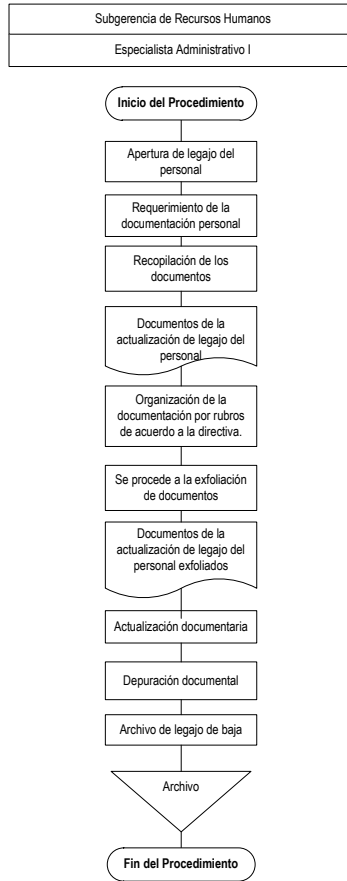 Subgerencia de Recursos Humanos
Especialista Administrativo I
Inicio del Procedimiento
Apertura de legajo del
personal
Requerimiento de la
documentación personal
Recopilación de los
documentos
Documentos de la
actualización de legajo del
personal
Organización de la
documentación por rubros
de acuerdo a la directiva.
Se procede a la exfoliación
de documentos
Documentos de la
actualización de legajo del
personal exfoliados
Actualización documentaria
Depuración documental
Archivo de legajo de baja
Archivo
Fin del Procedimiento